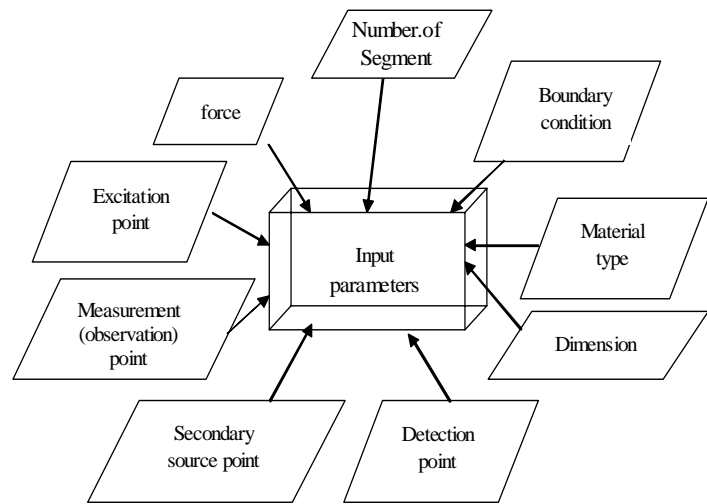 Number.of
Segment
force
Boundary
condition
Excitation
point
Input
parameters
Material
type
Measurement
(observation)
point
Dimension
Secondary
source point
Detection
point